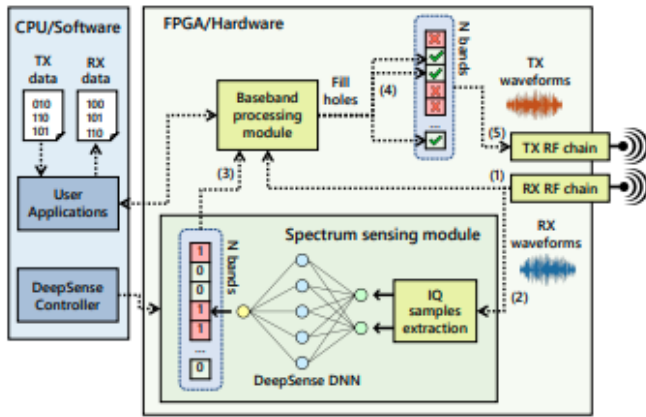 CPU/Software
TX
data
RX
data
010
110
101
100
101
110
User
Applications
DeepSense
Controller
FPGA/Hardware
Baseband
processing
module
Fill
holes
(4)
N bands
...
TX
waveforms
(5)
TX RF chain
(1)
RX RF chain
RX
waveforms
(2)
(3)
Spectrum sensing module
1
0
0
1
1
...
0
N bands
DeepSense DNN
IQ
samples
extraction